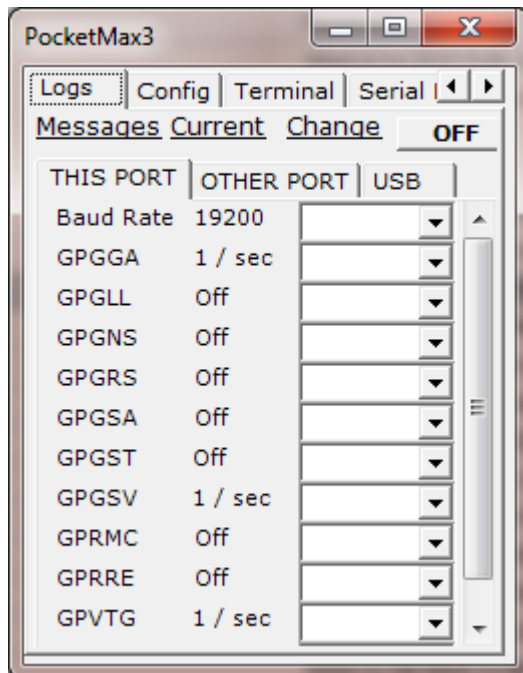 PocketMax3
Logs Config Terminal Serial
Messages Current Change OFF
THIS PORT OTHER PORT USB
Baud Rate 19200
GPGGA 1 / sec
GPGLL Off
GPGNS Off
GPGRS Off
GPGSA Off
GPGST Off
GPGSV 1 / sec
GPRMC Off
GPRRE Off
GPVTG 1 / sec